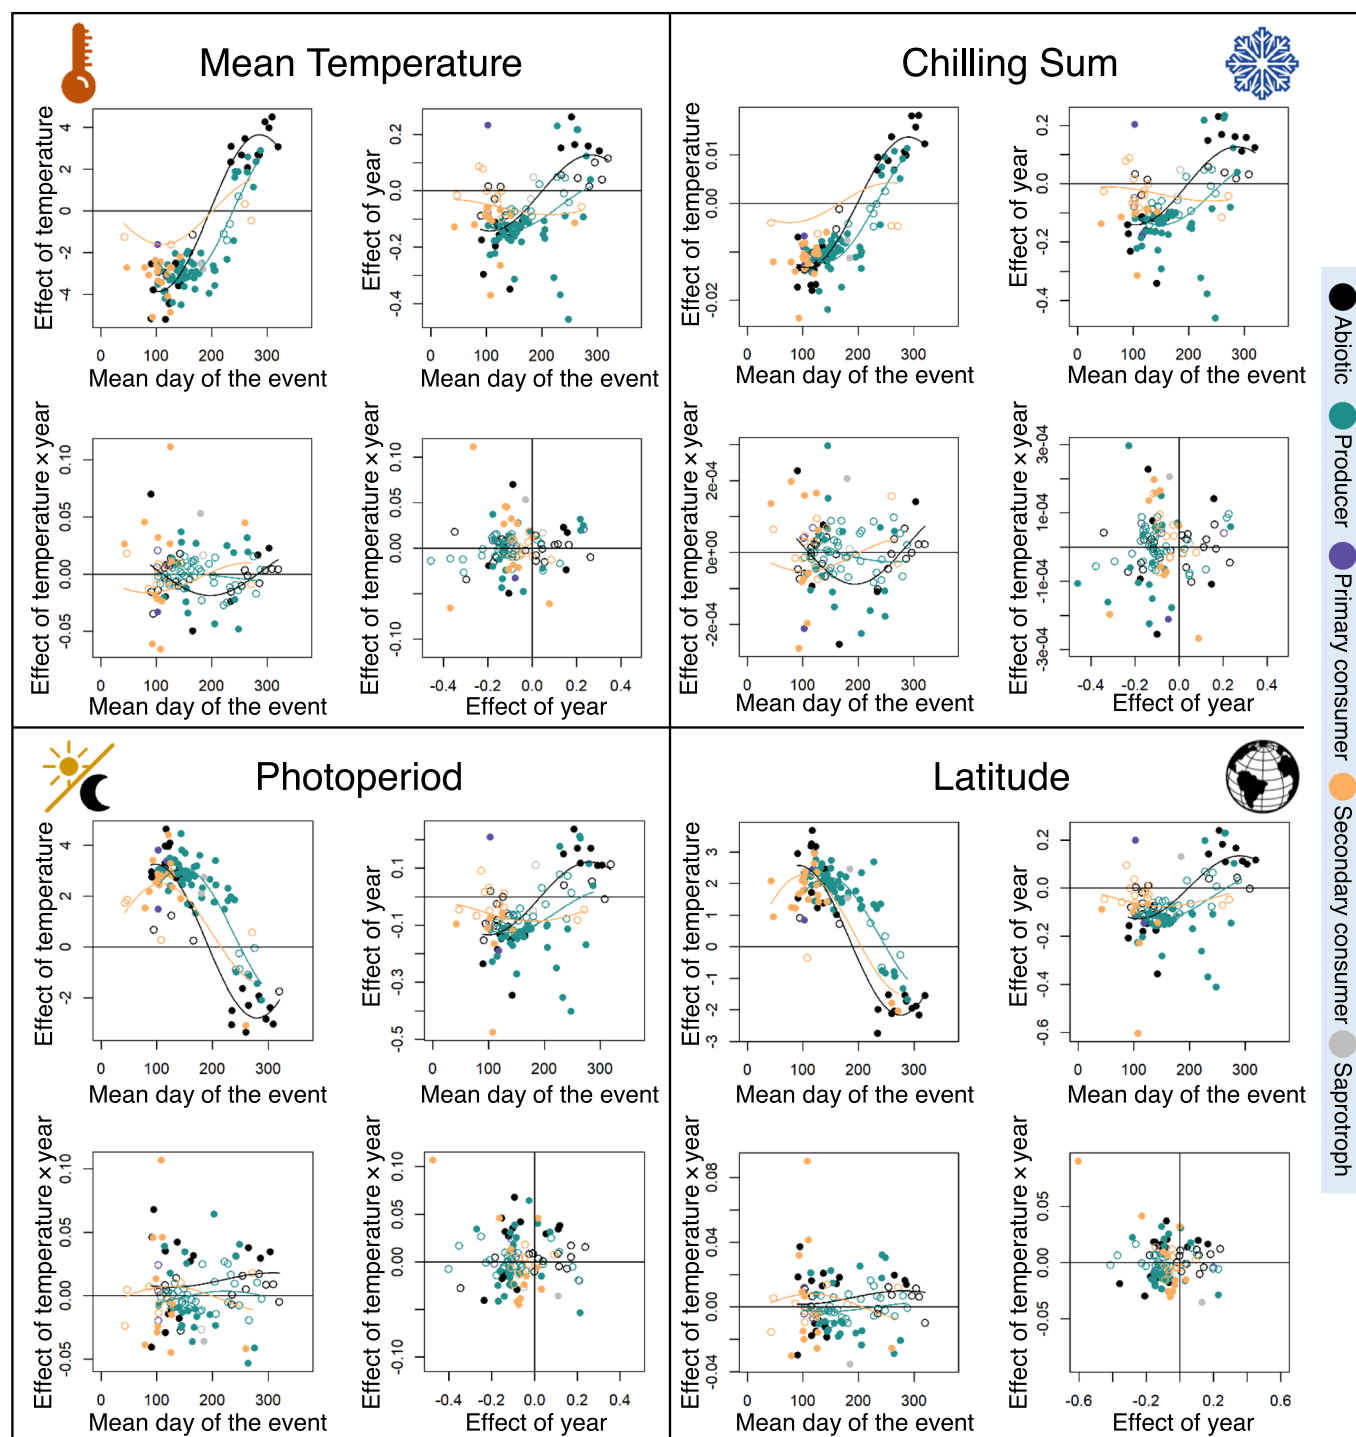 Mean Temperature
Effect of temperature
4
2
0
-2
-4
0
100
200
300
Mean day of the event
Effect of year
0.2
0.0
-0.2
-0.4
0
100
200
300
Mean day of the event
Effect of temperature × year
0.10
0.05
0.00
-0.05
0
100
200
300
Mean day of the event
Effect of temperature × year
0.10
0.05
0.00
-0.10
-0.4
-0.2
0.0
0.2
0.4
Effect of year
Chilling Sum
Effect of temperature
0.01
0.00
-0.02
0
100
200
300
Mean day of the event
Effect of year
0.2
0.0
-0.2
-0.4
0
100
200
300
Mean day of the event
Effect of temperature × year
2e-04
0e+00
-2e-04
0
100
200
300
Mean day of the event
Effect of temperature × year
3e-04
1e-04
-1e-04
-3e-04
-0.4
-0.2
0.0
0.2
0.4
Effect of year
Photoperiod
Effect of temperature
4
2
0
-2
0
100
200
300
Mean day of the event
Effect of year
0.1
-0.1
-0.3
-0.5
0
100
200
300
Mean day of the event
Effect of temperature × year
0.10
0.05
0.00
-0.05
0
100
200
300
Mean day of the event
Effect of temperature × year
0.10
0.05
0.00
-0.10
-0.4
-0.2
0.0
0.2
0.4
Effect of year
Latitude
Effect of temperature
3
2
1
0
-1
-2
-3
0
100
200
300
Mean day of the event
Effect of year
0.2
0.0
-0.2
-0.6
0
100
200
300
Mean day of the event
Effect of temperature × year
0.08
0.04
0.00
-0.04
0
100
200
300
Mean day of the event
Effect of temperature × year
0.05
0.00
-0.05
-0.6
-0.2
0.2
0.6
Effect of year
Abiotic
Producer
Primary consumer
Secondary consumer
Saprotroph